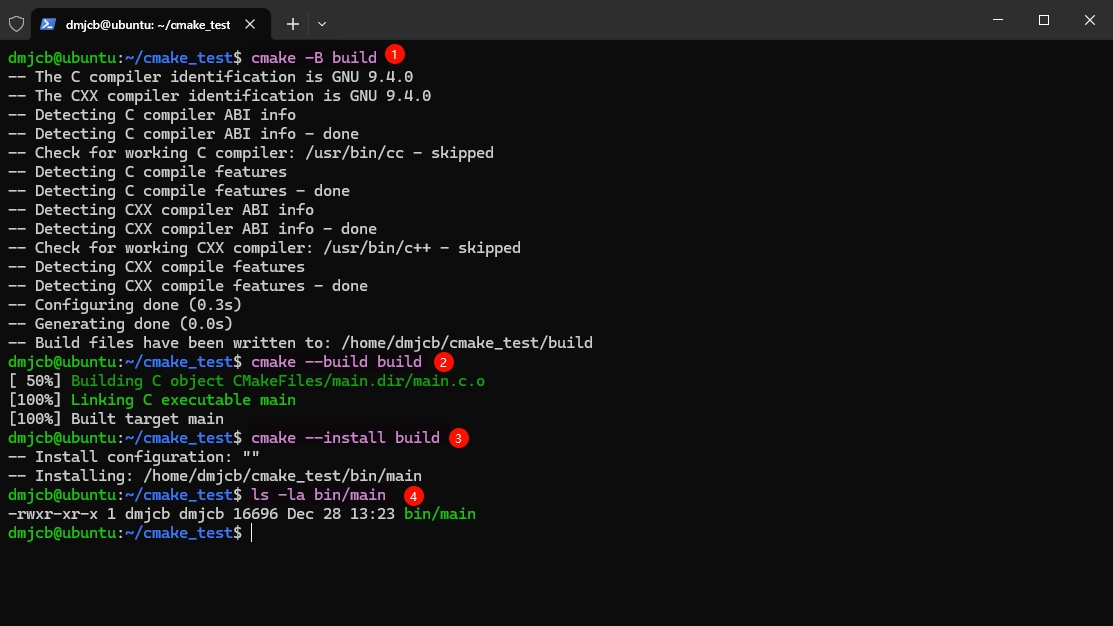 dmjcb@ubuntu: ~/cmake_test
dmjcb@ubuntu:~/cmake_test$ cmake -B build 1
-- The C compiler identification is GNU 9.4.0
-- The CXX compiler identification is GNU 9.4.0
-- Detecting C compiler ABI info
-- Detecting C compiler ABI info - done
-- Check for working C compiler: /usr/bin/cc - skipped
-- Detecting C compile features
-- Detecting C compile features - done
-- Detecting CXX compiler ABI info
-- Detecting CXX compiler ABI info - done
-- Check for working CXX compiler: /usr/bin/c++ - skipped
-- Detecting CXX compile features
-- Detecting CXX compile features - done
-- Configuring done (0.3s)
-- Generating done (0.0s)
-- Build files have been written to: /home/dmjcb/cmake_test/build
dmjcb@ubuntu:~/cmake_test$ cmake --build build 2
[ 50%] Building C object CMakeFiles/main.dir/main.c.o
[100%] Linking C executable main
[100%] Built target main
dmjcb@ubuntu:~/cmake_test$ cmake --install build 3
-- Install configuration: ""
-- Installing: /home/dmjcb/cmake_test/bin/main
dmjcb@ubuntu:~/cmake_test$ ls -la bin/main 4
-rwxr-xr-x 1 dmjcb dmjcb 16696 Dec 28 13:23 bin/main
dmjcb@ubuntu:~/cmake_test$